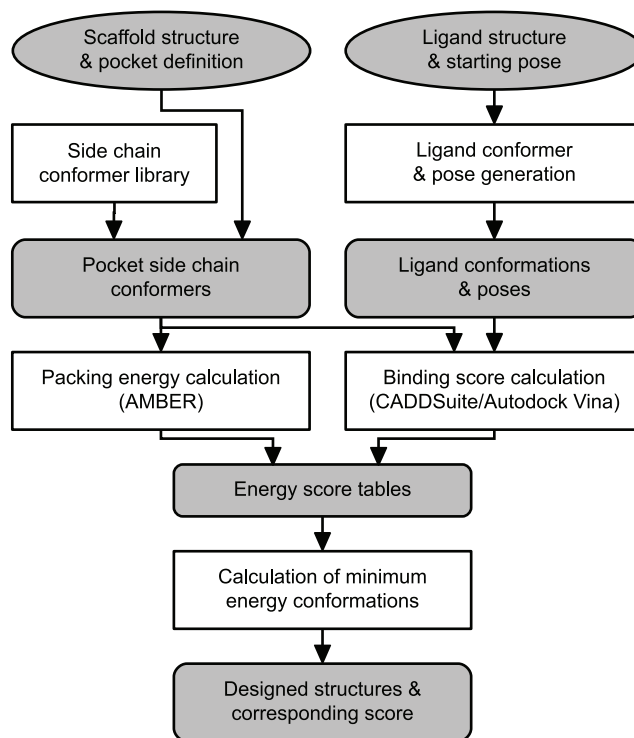 Scaffold structure
& pocket definition
Ligand structure
& starting pose
Side chain
conformer library
Ligand conformer
& pose generation
Pocket side chain
conformers
Ligand conformations
& poses
Packing energy calculation
(AMBER)
Binding score calculation
(CADDSuite/Autodock Vina)
Energy score tables
Calculation of minimum
energy conformations
Designed structures &
corresponding score